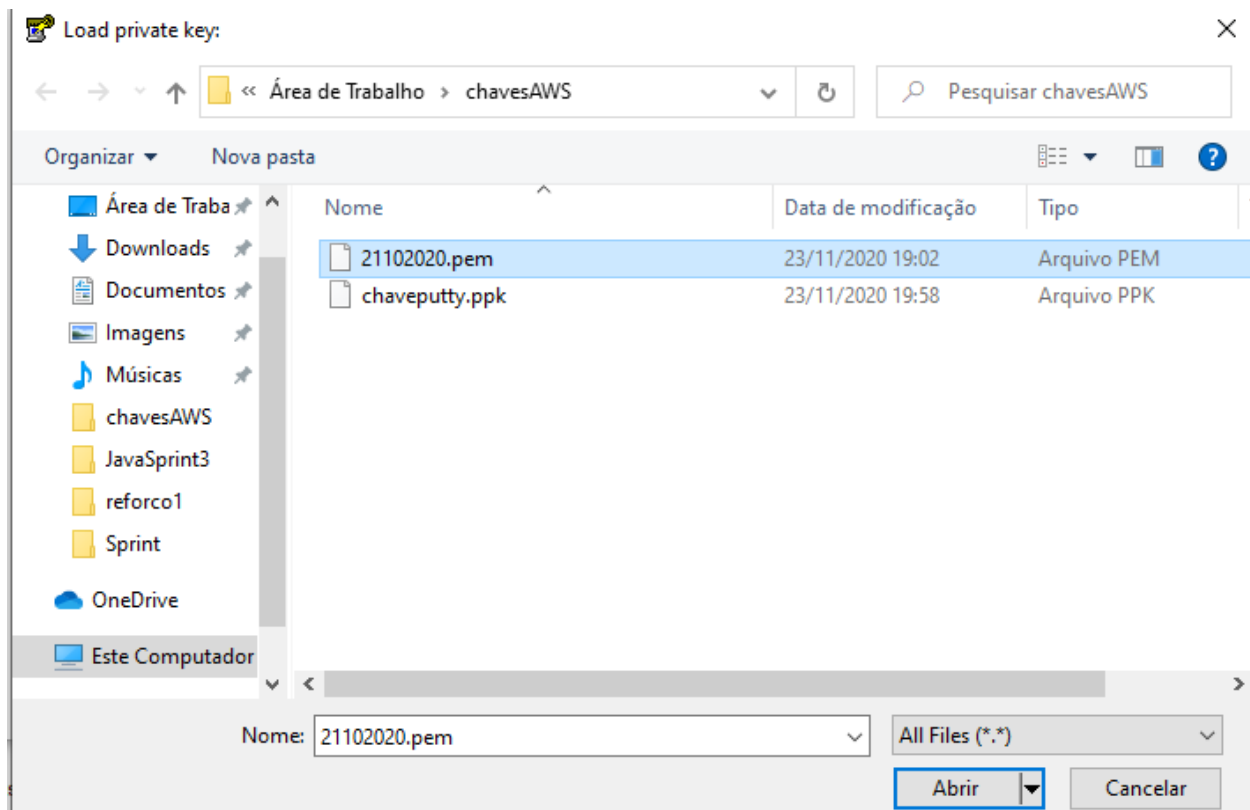 Load private key:
« Área de Trabalho > chavesAWS
Pesquisar chavesAWS
Organizar Nova pasta
Área de Traba
Downloads
Documentos
Imagens
Músicas
chavesAWS
JavaSprint3
reforco1
Sprint
OneDrive
Este Computador
Nome Data de modificação Tipo
21102020.pem 23/11/2020 19:02 Arquivo PEM
chaveputty.ppk 23/11/2020 19:58 Arquivo PPK
Nome: 21102020.pem All Files (*.*)
Abrir Cancelar